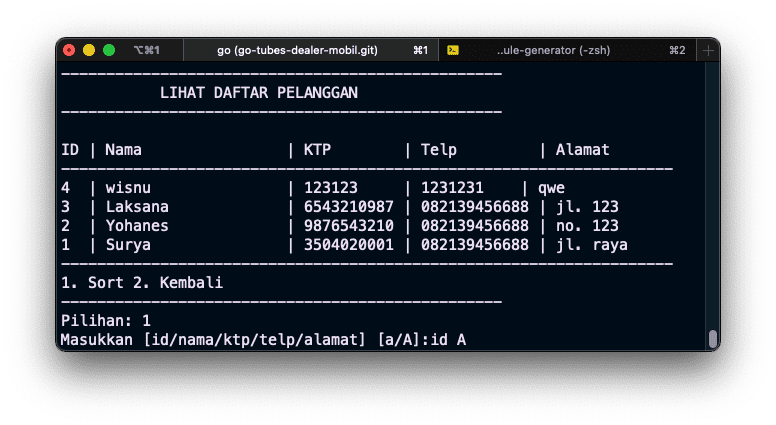 ⌥⌘1 go (go-tubes-dealer-mobil.git) ⌘1 ..ule-generator (-zsh) ⌘2 +
-------------------------------------------------
LIHAT DAFTAR PELANGGAN
-------------------------------------------------
ID | Nama | KTP | Telp | Alamat
--------------------------------------------------------------------
4 | wisnu | 123123 | 1231231 | qwe
3 | Laksana | 6543210987 | 082139456688 | jl. 123
2 | Yohanes | 9876543210 | 082139456688 | no. 123
1 | Surya | 3504020001 | 082139456688 | jl. raya
--------------------------------------------------------------------
1. Sort 2. Kembali
-------------------------------------------------
Pilihan: 1
Masukkan [id/nama/ktp/telp/alamat] [a/A]:id A